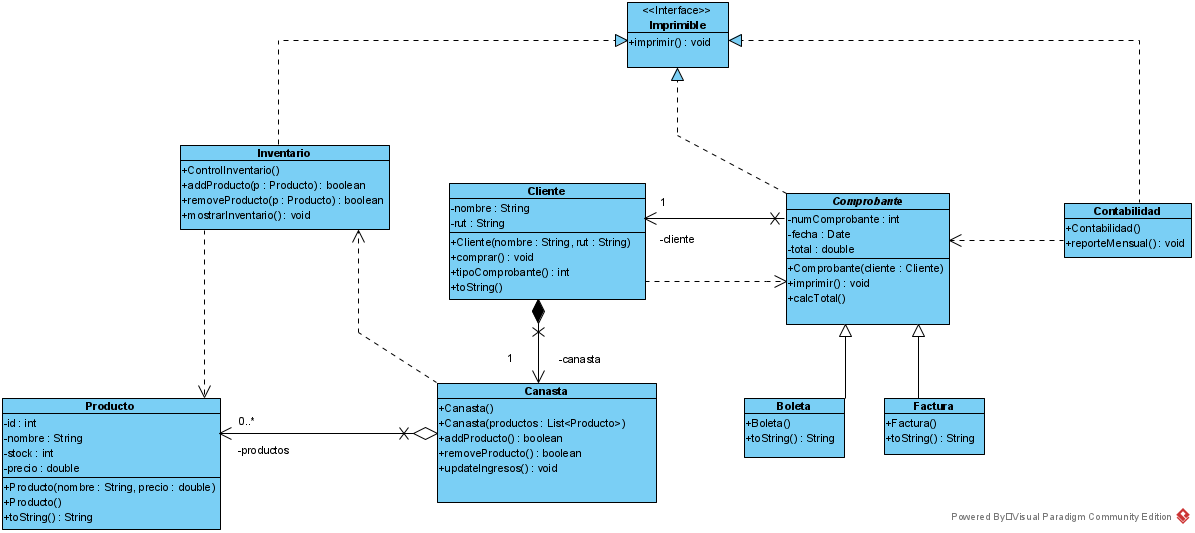 <<Interface>>
Imprimible
+imprimir() : void
Inventario
+ControlInventario()
+addProducto(p : Producto) : boolean
+removeProducto(p : Producto) : boolean
+mostrarInventario() : void
Cliente
-nombre : String
-rut : String
+Cliente(nombre : String, rut : String)
+comprar() : void
+tipoComprobante() : int
+toString()
1
-cliente
Comprobante
-numComprobante : int
-fecha : Date
-total : double
+Comprobante(cliente : Cliente)
+imprimir() : void
+calcTotal()
Contabilidad
+Contabilidad()
+reporteMensual() : void
1
-canasta
Producto
-id : int
-nombre : String
-stock : int
-precio : double
+Producto(nombre : String, precio : double)
+Producto()
+toString() : String
0..*
-productos
Canasta
+Canasta()
+Canasta(productos : List<Producto>)
+addProducto() : boolean
+removeProducto() : boolean
+updateIngresos() : void
Boleta
+Boleta()
+toString() : String
Factura
+Factura()
+toString() : String
Powered By Visual Paradigm Community Edition